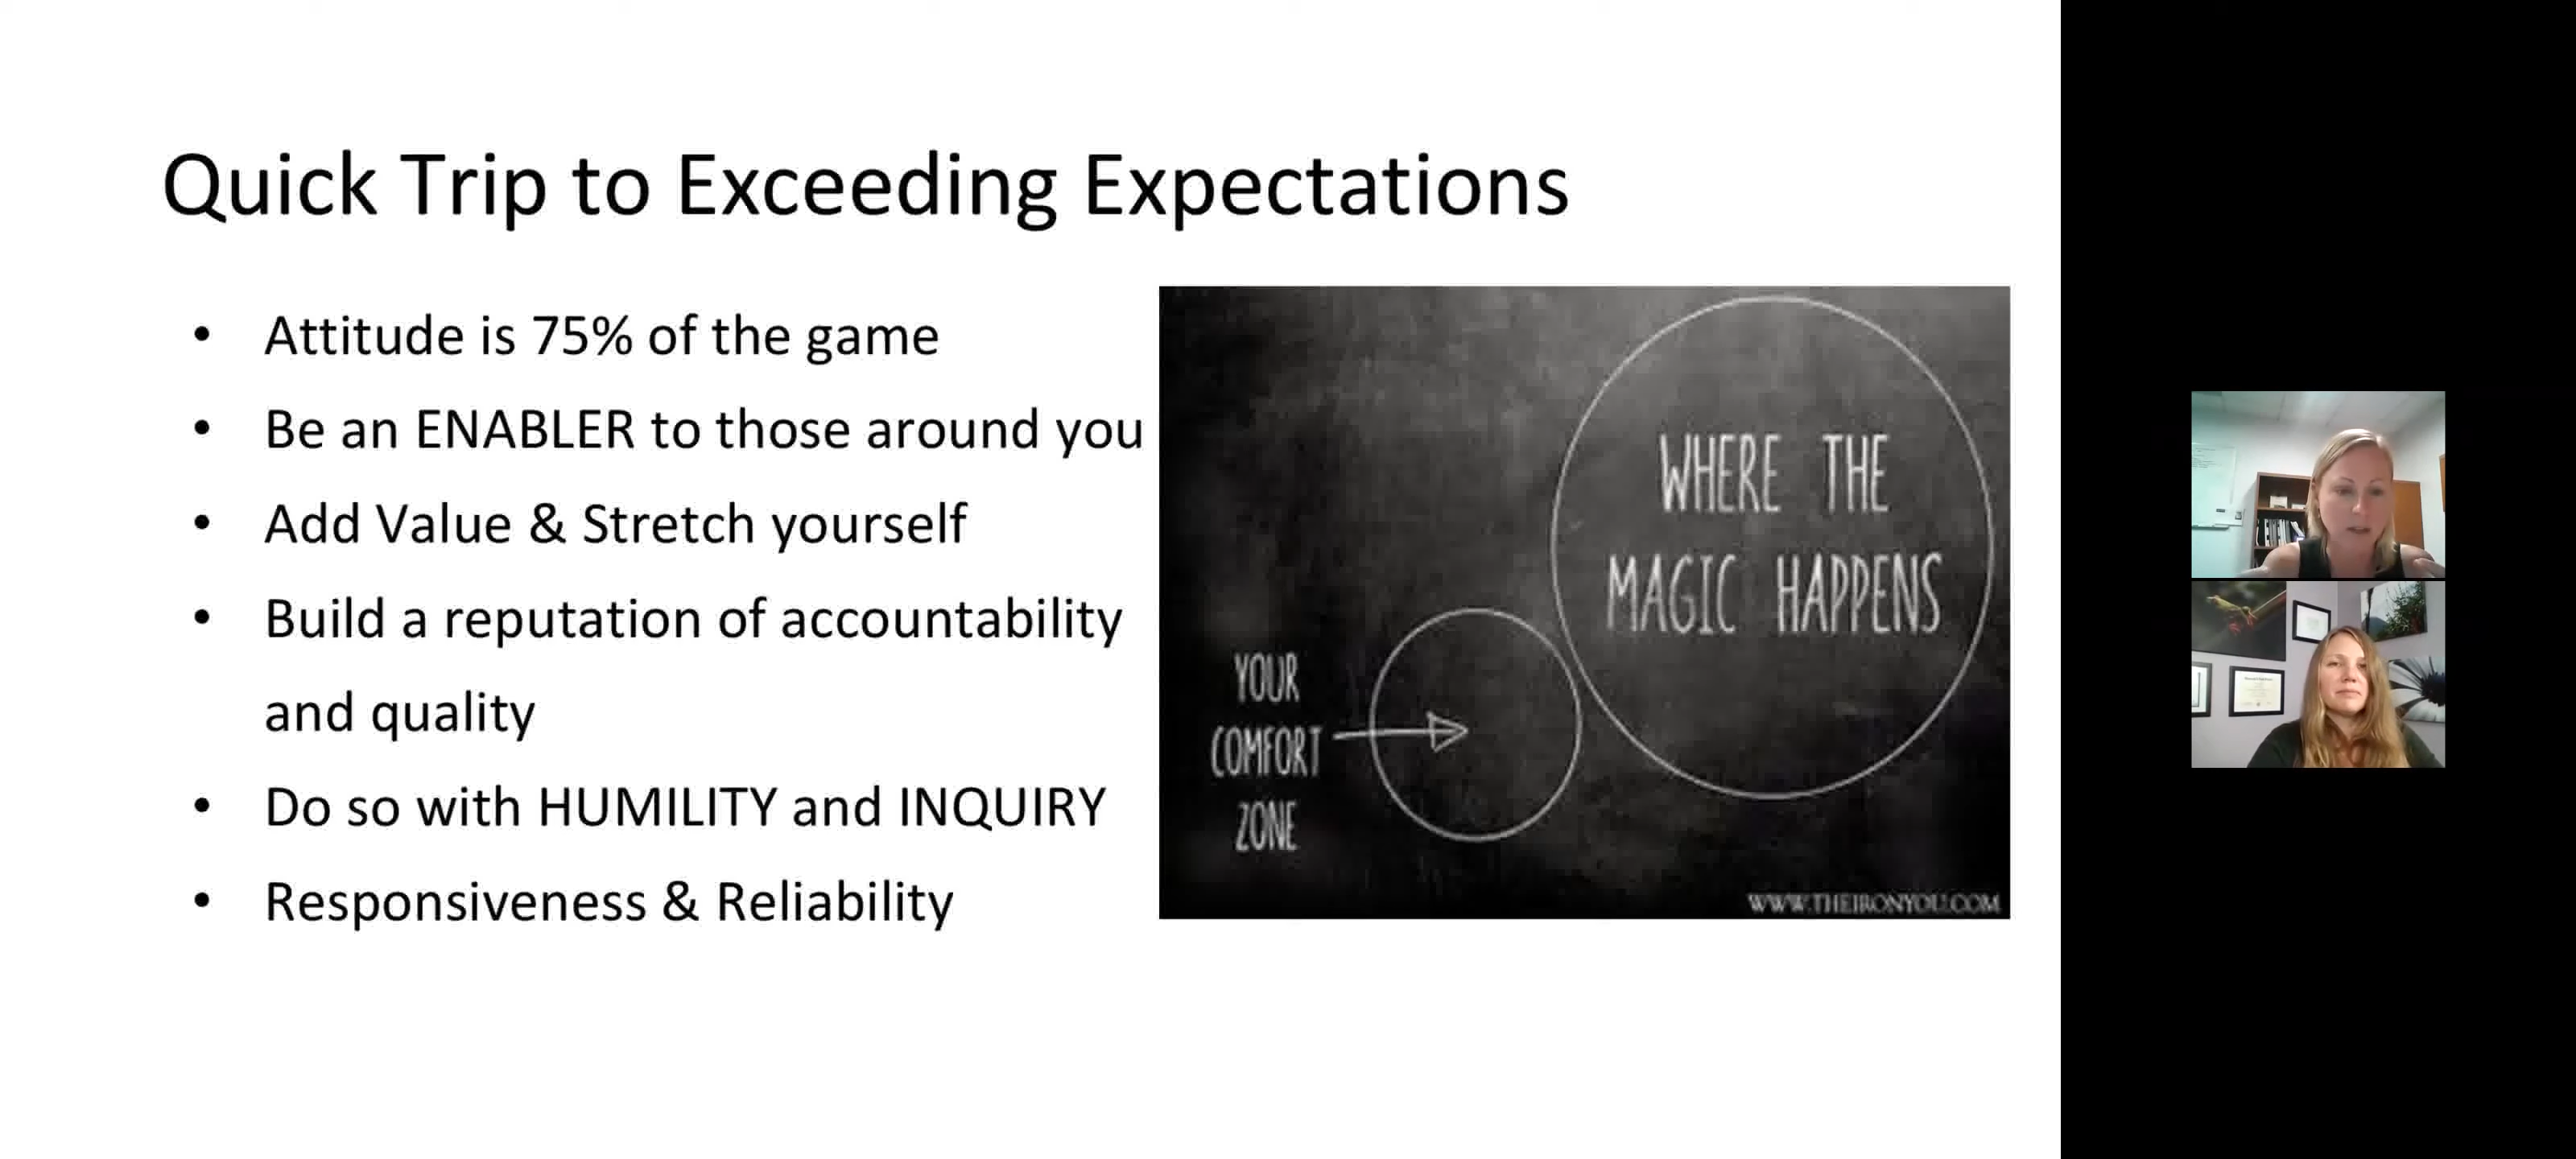 Quick Trip to Exceeding Expectations
• Attitude is 75% of the game
• Be an ENABLER to those around you
• Add Value & Stretch yourself
• Build a reputation of accountability
and quality
• Do so with HUMILITY and INQUIRY
• Responsiveness & Reliability
WHERE THE
MAGIC HAPPENS
YOUR
COMFORT
ZONE
WWW.THEIRONYOU.COM